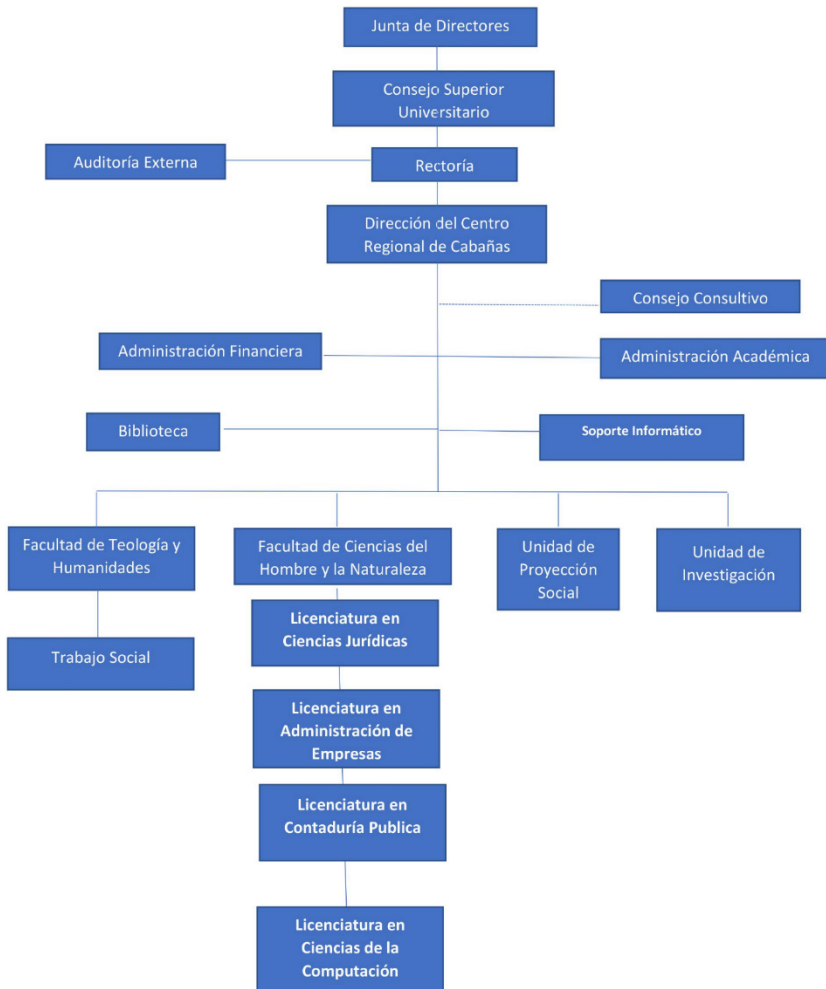 Junta de Directores
Consejo Superior
Universitario
Auditoría Externa
Rectoría
Dirección del Centro
Regional de Cabañas
Consejo Consultivo
Administración Financiera
Administración Académica
Biblioteca
Soporte Informático
Facultad de Teología y
Humanidades
Facultad de Ciencias del
Hombre y la Naturaleza
Unidad de
Proyección
Social
Unidad de
Investigación
Trabajo Social
Licenciatura en
Ciencias Jurídicas
Licenciatura en
Administración de
Empresas
Licenciatura en
Contaduría Publica
Licenciatura en
Ciencias de la
Computación